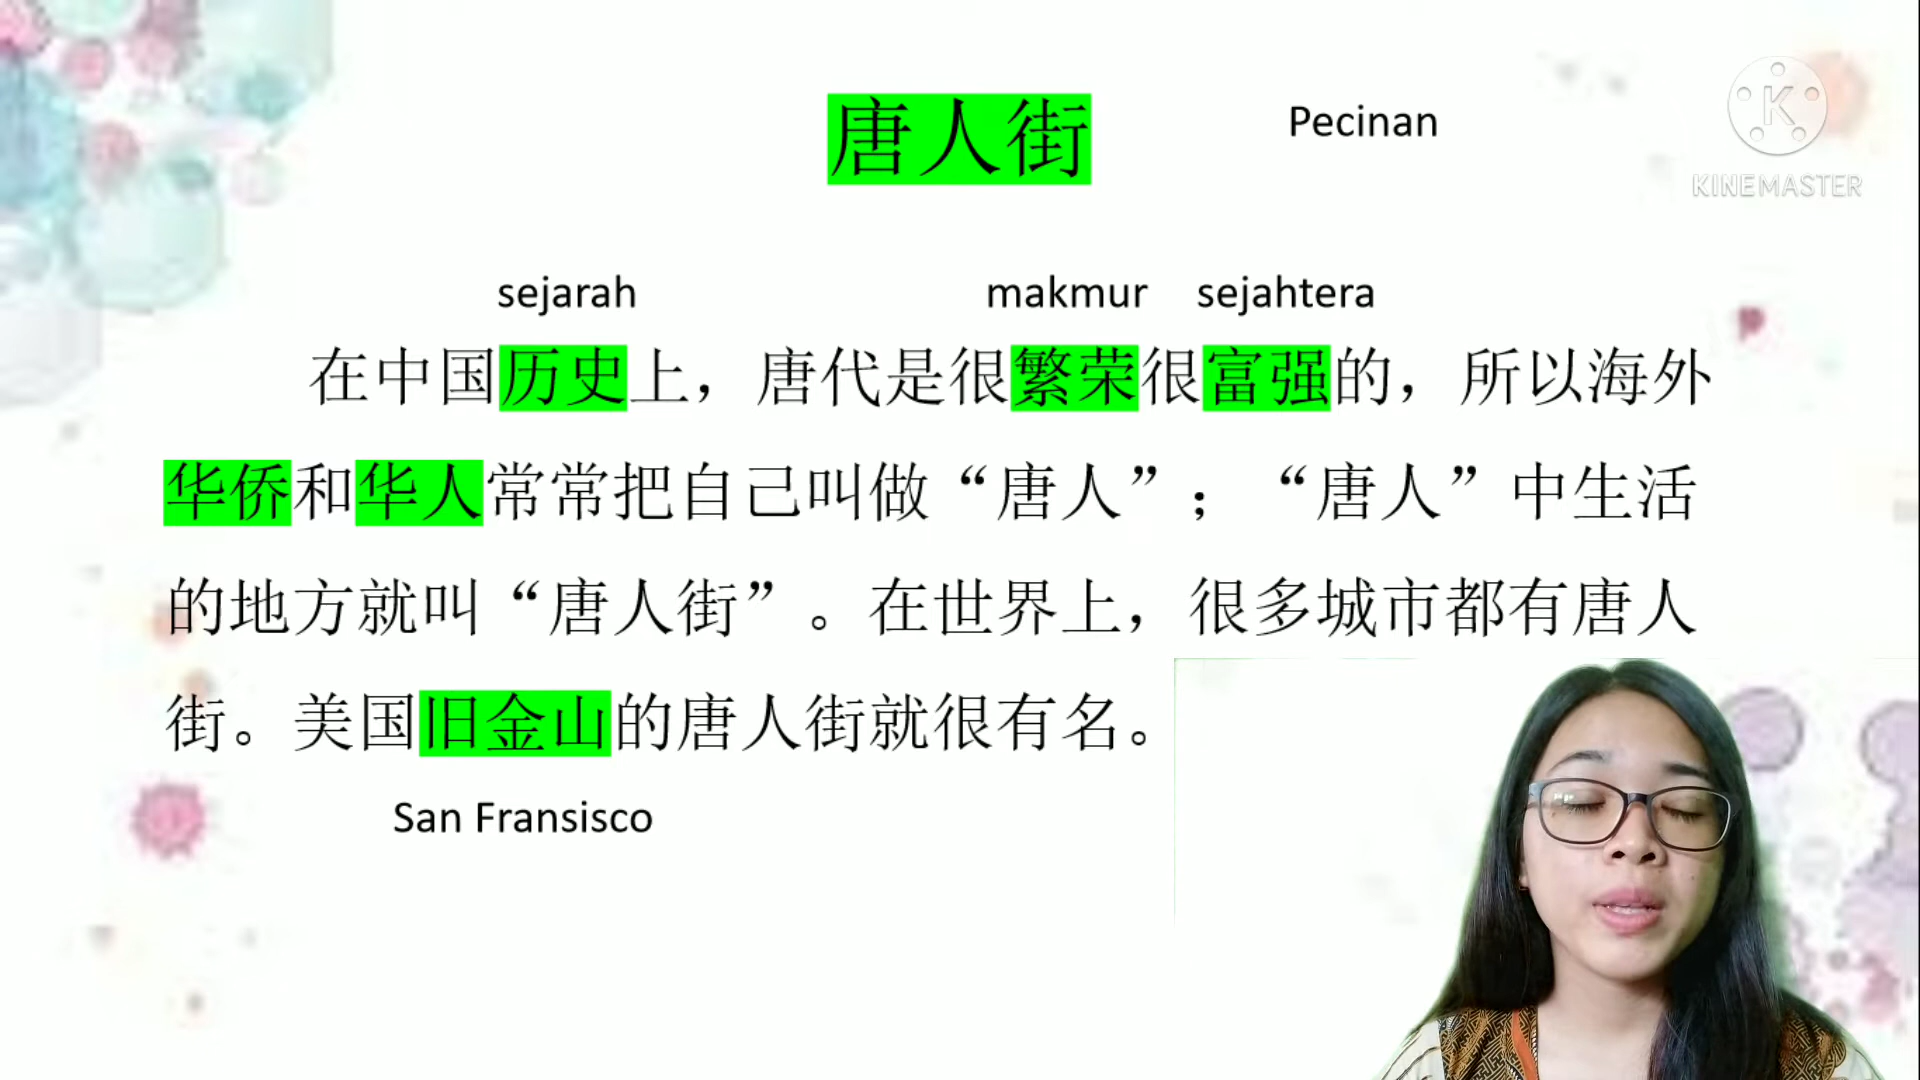 唐人街
Pecinan
KINEMASTER
sejarah makmur sejahtera
在中国历史上，唐代是很繁荣很富强的，所以海外
华侨和华人常常把自己叫做“唐人”；“唐人”中生活
的地方就叫“唐人街”。在世界上，很多城市都有唐人
街。美国旧金山的唐人街就很有名。
San Fransisco